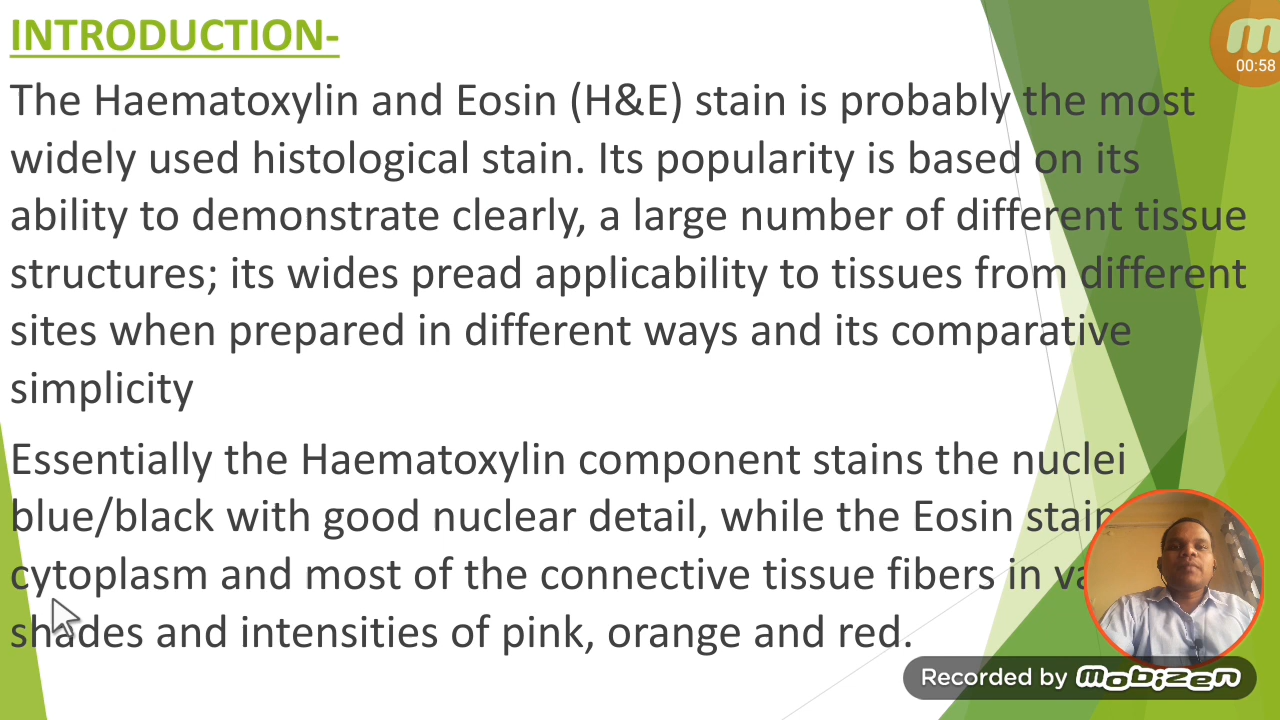 INTRODUCTION-
The Haematoxylin and Eosin (H&E) stain is probably the most
widely used histological stain. Its popularity is based on its
ability to demonstrate clearly, a large number of different tissue
structures; its wides pread applicability to tissues from different
sites when prepared in different ways and its comparative
simplicity
Essentially the Haematoxylin component stains the nuclei
blue/black with good nuclear detail, while the Eosin
cytoplasm and most of the connective tissue fibers in
shades and intensities of pink, orange and red.
00:58
Recorded by Mobizen